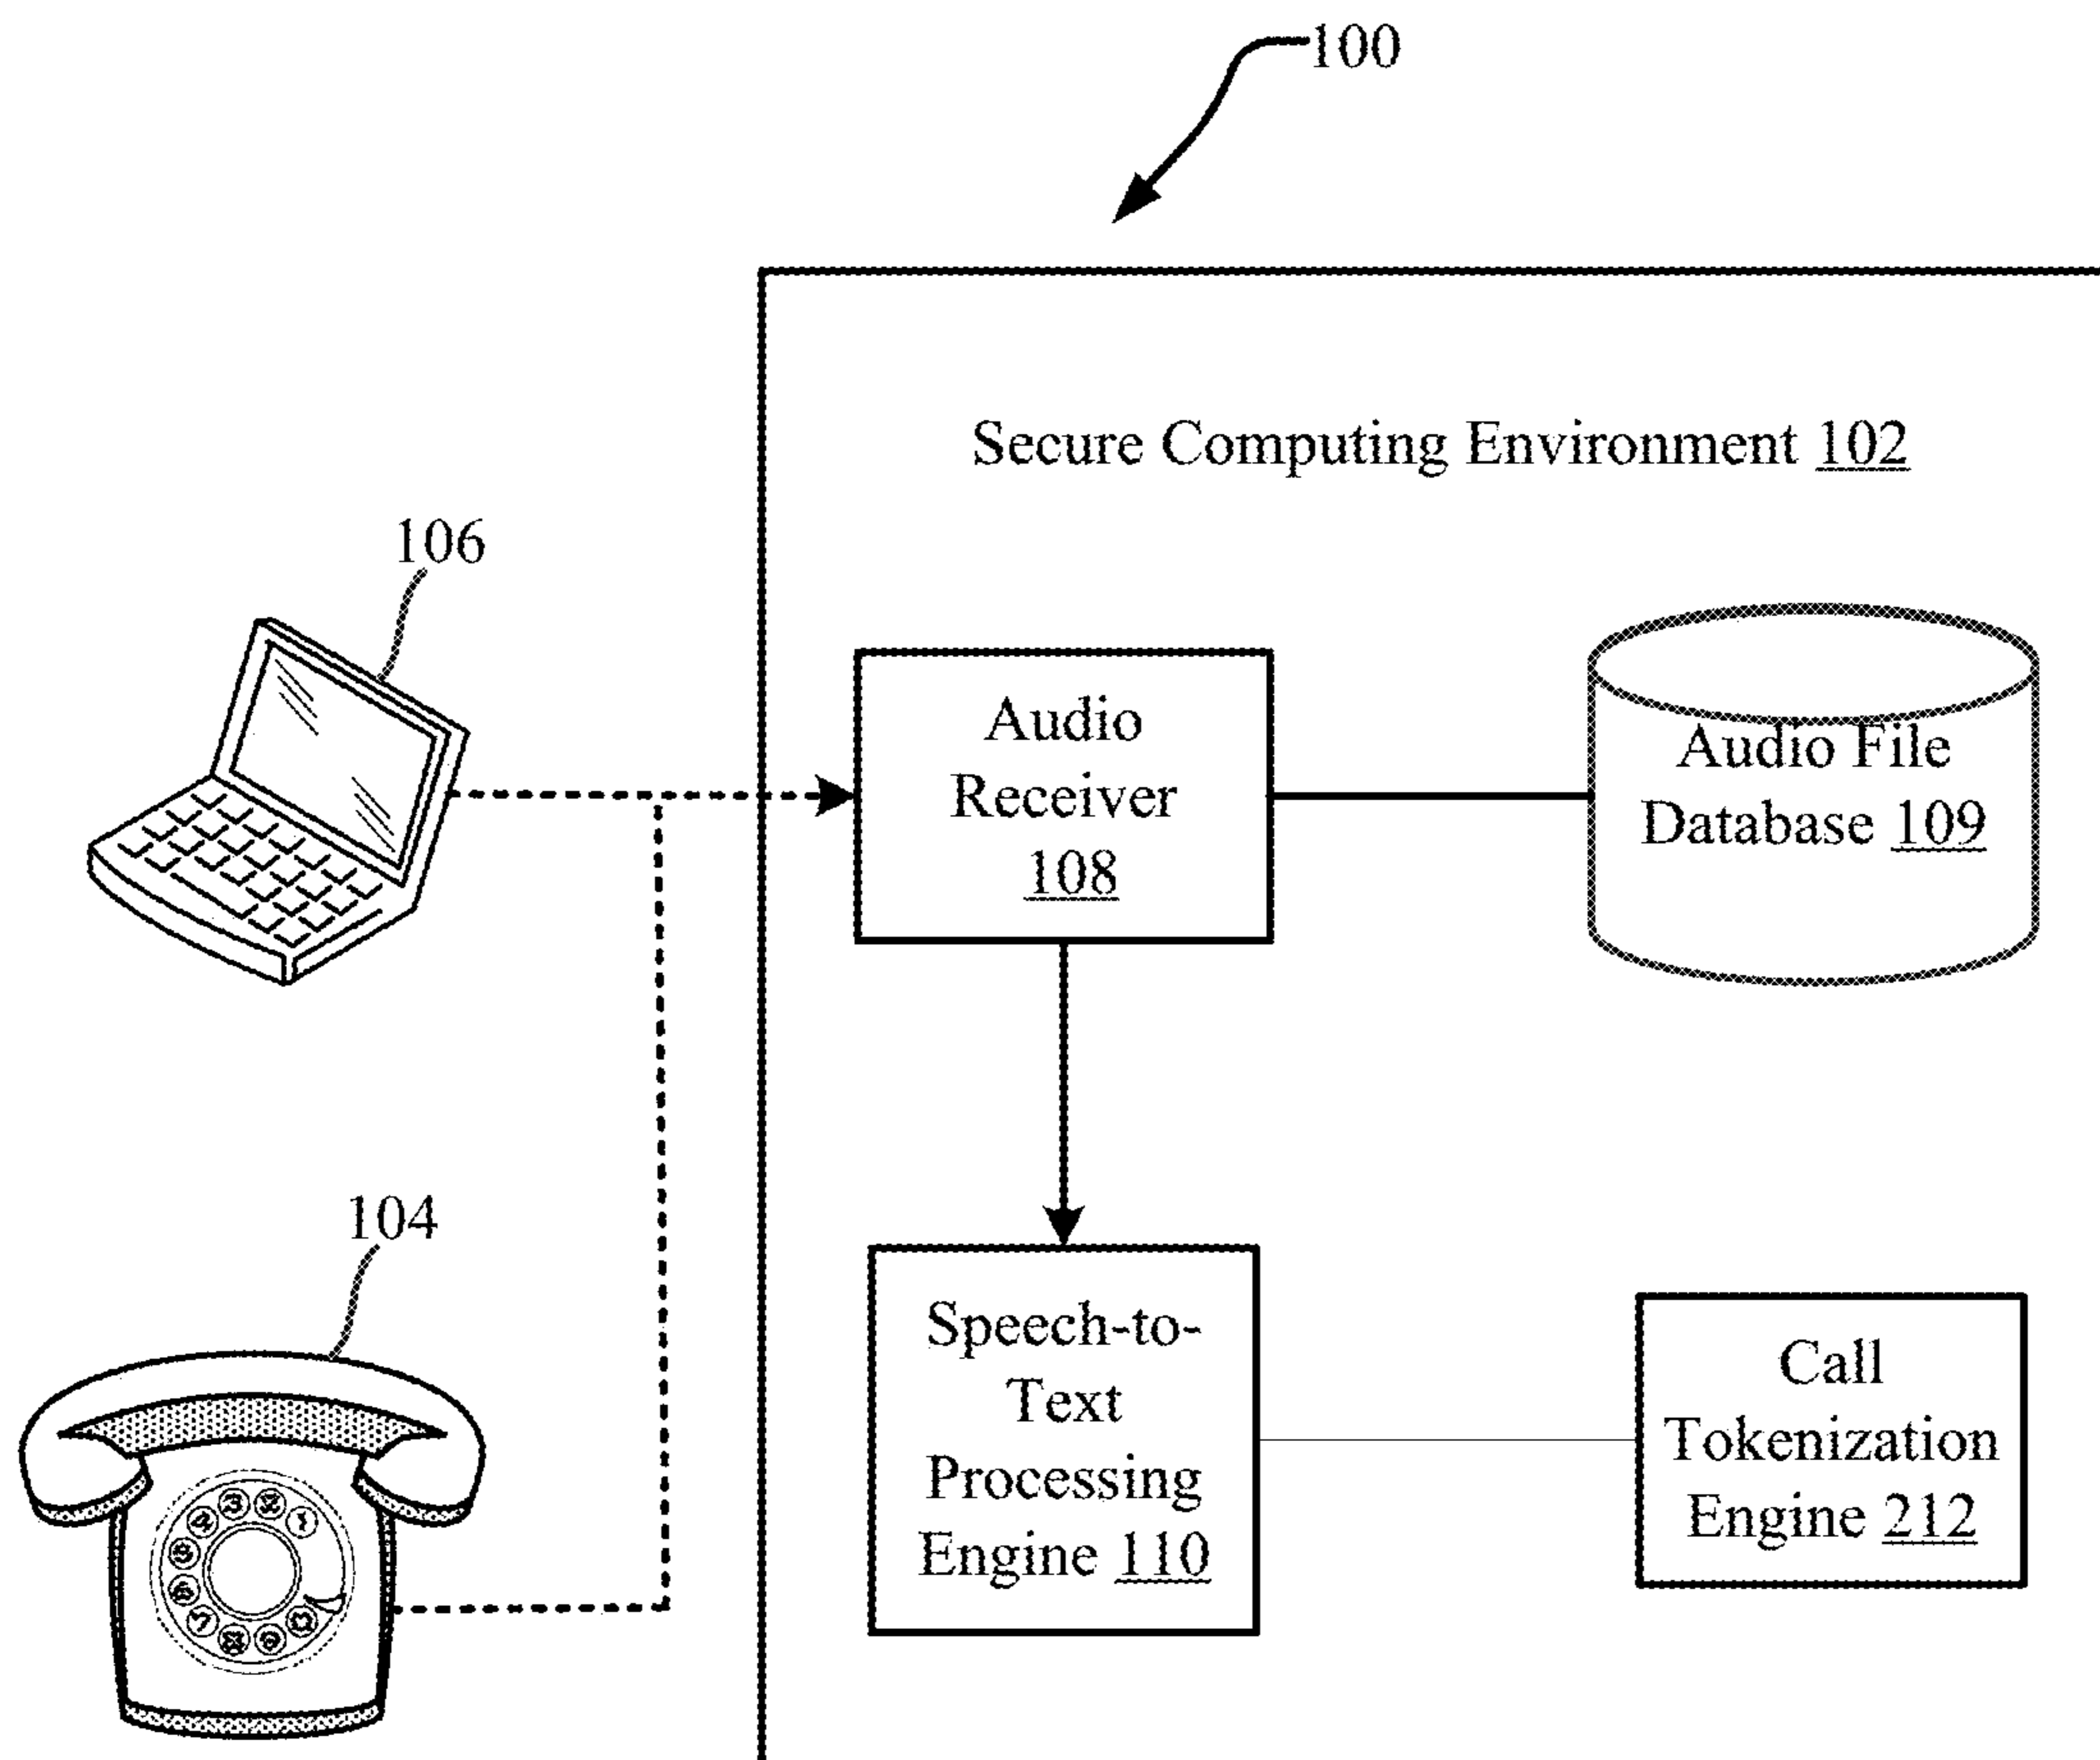 100
Secure Computing Environment 102
106
Audio
Receiver
108
Audio File
Database 109
104
Speech-to-
Text
Processing
Engine 110
Call
Tokenization
Engine 212